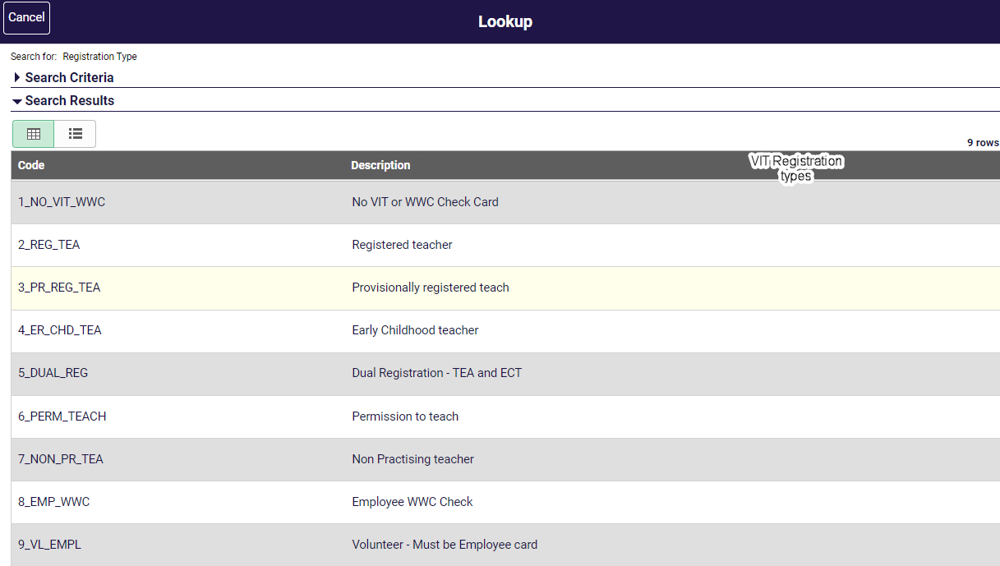 Cancel
Lookup
Search for: Registration Type
Search Criteria
Search Results
9 rows
Code Description VIT Registration
types
1_NO_VIT_WWC No VIT or WWC Check Card
2_REG_TEA Registered teacher
3_PR_REG_TEA Provisionally registered teach
4_ER_CHD_TEA Early Childhood teacher
5_DUAL_REG Dual Registration - TEA and ECT
6_PERM_TEACH Permission to teach
7_NON_PR_TEA Non Practising teacher
8_EMP_WWC Employee WWC Check
9_VL_EMPL Volunteer - Must be Employee card